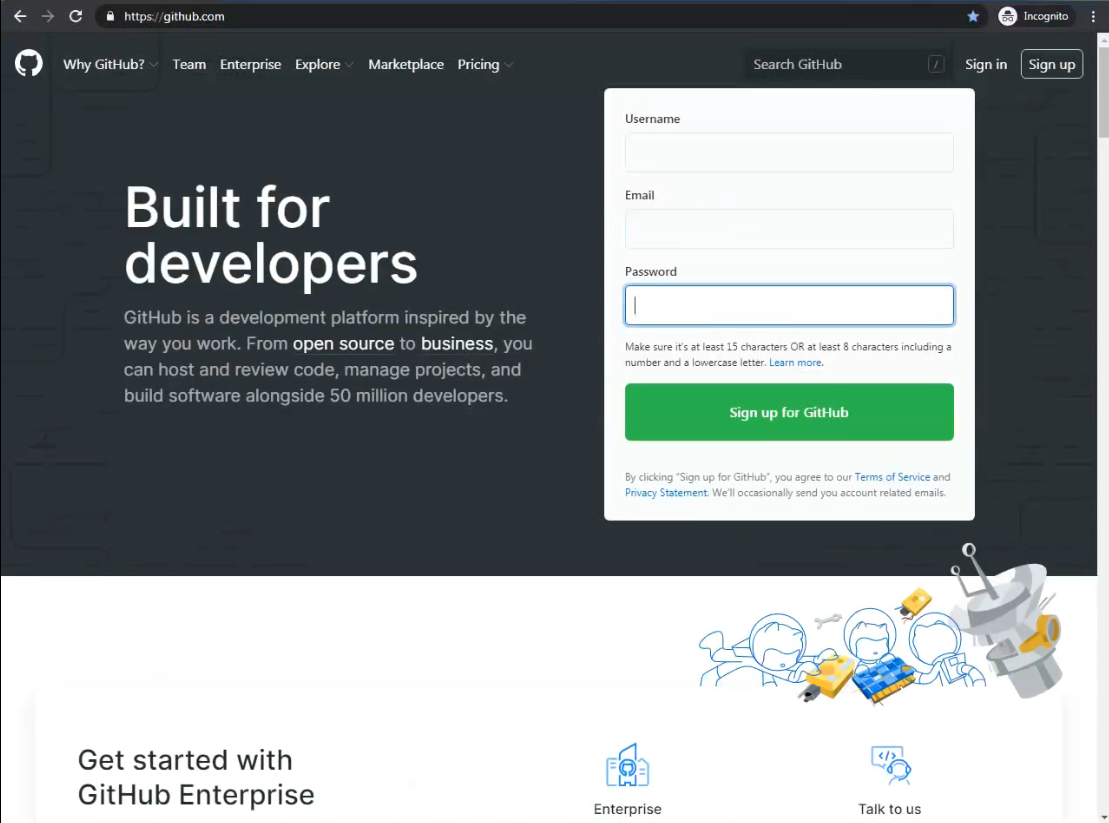 https://github.com
Incognito
Why GitHub?
Team
Enterprise
Explore
Marketplace
Pricing
Search GitHub
/
Sign in
Sign up
Username
Email
Password
Make sure it's at least 15 characters OR at least 8 characters including a
number and a lowercase letter. Learn more.
Sign up for GitHub
By clicking "Sign up for GitHub", you agree to our Terms of Service and
Privacy Statement. We'll occasionally send you account related emails.
Built for
developers
GitHub is a development platform inspired by the
way you work. From open source to business, you
can host and review code, manage projects, and
build software alongside 50 million developers.
Get started with
GitHub Enterprise
</>
Enterprise
Talk to us